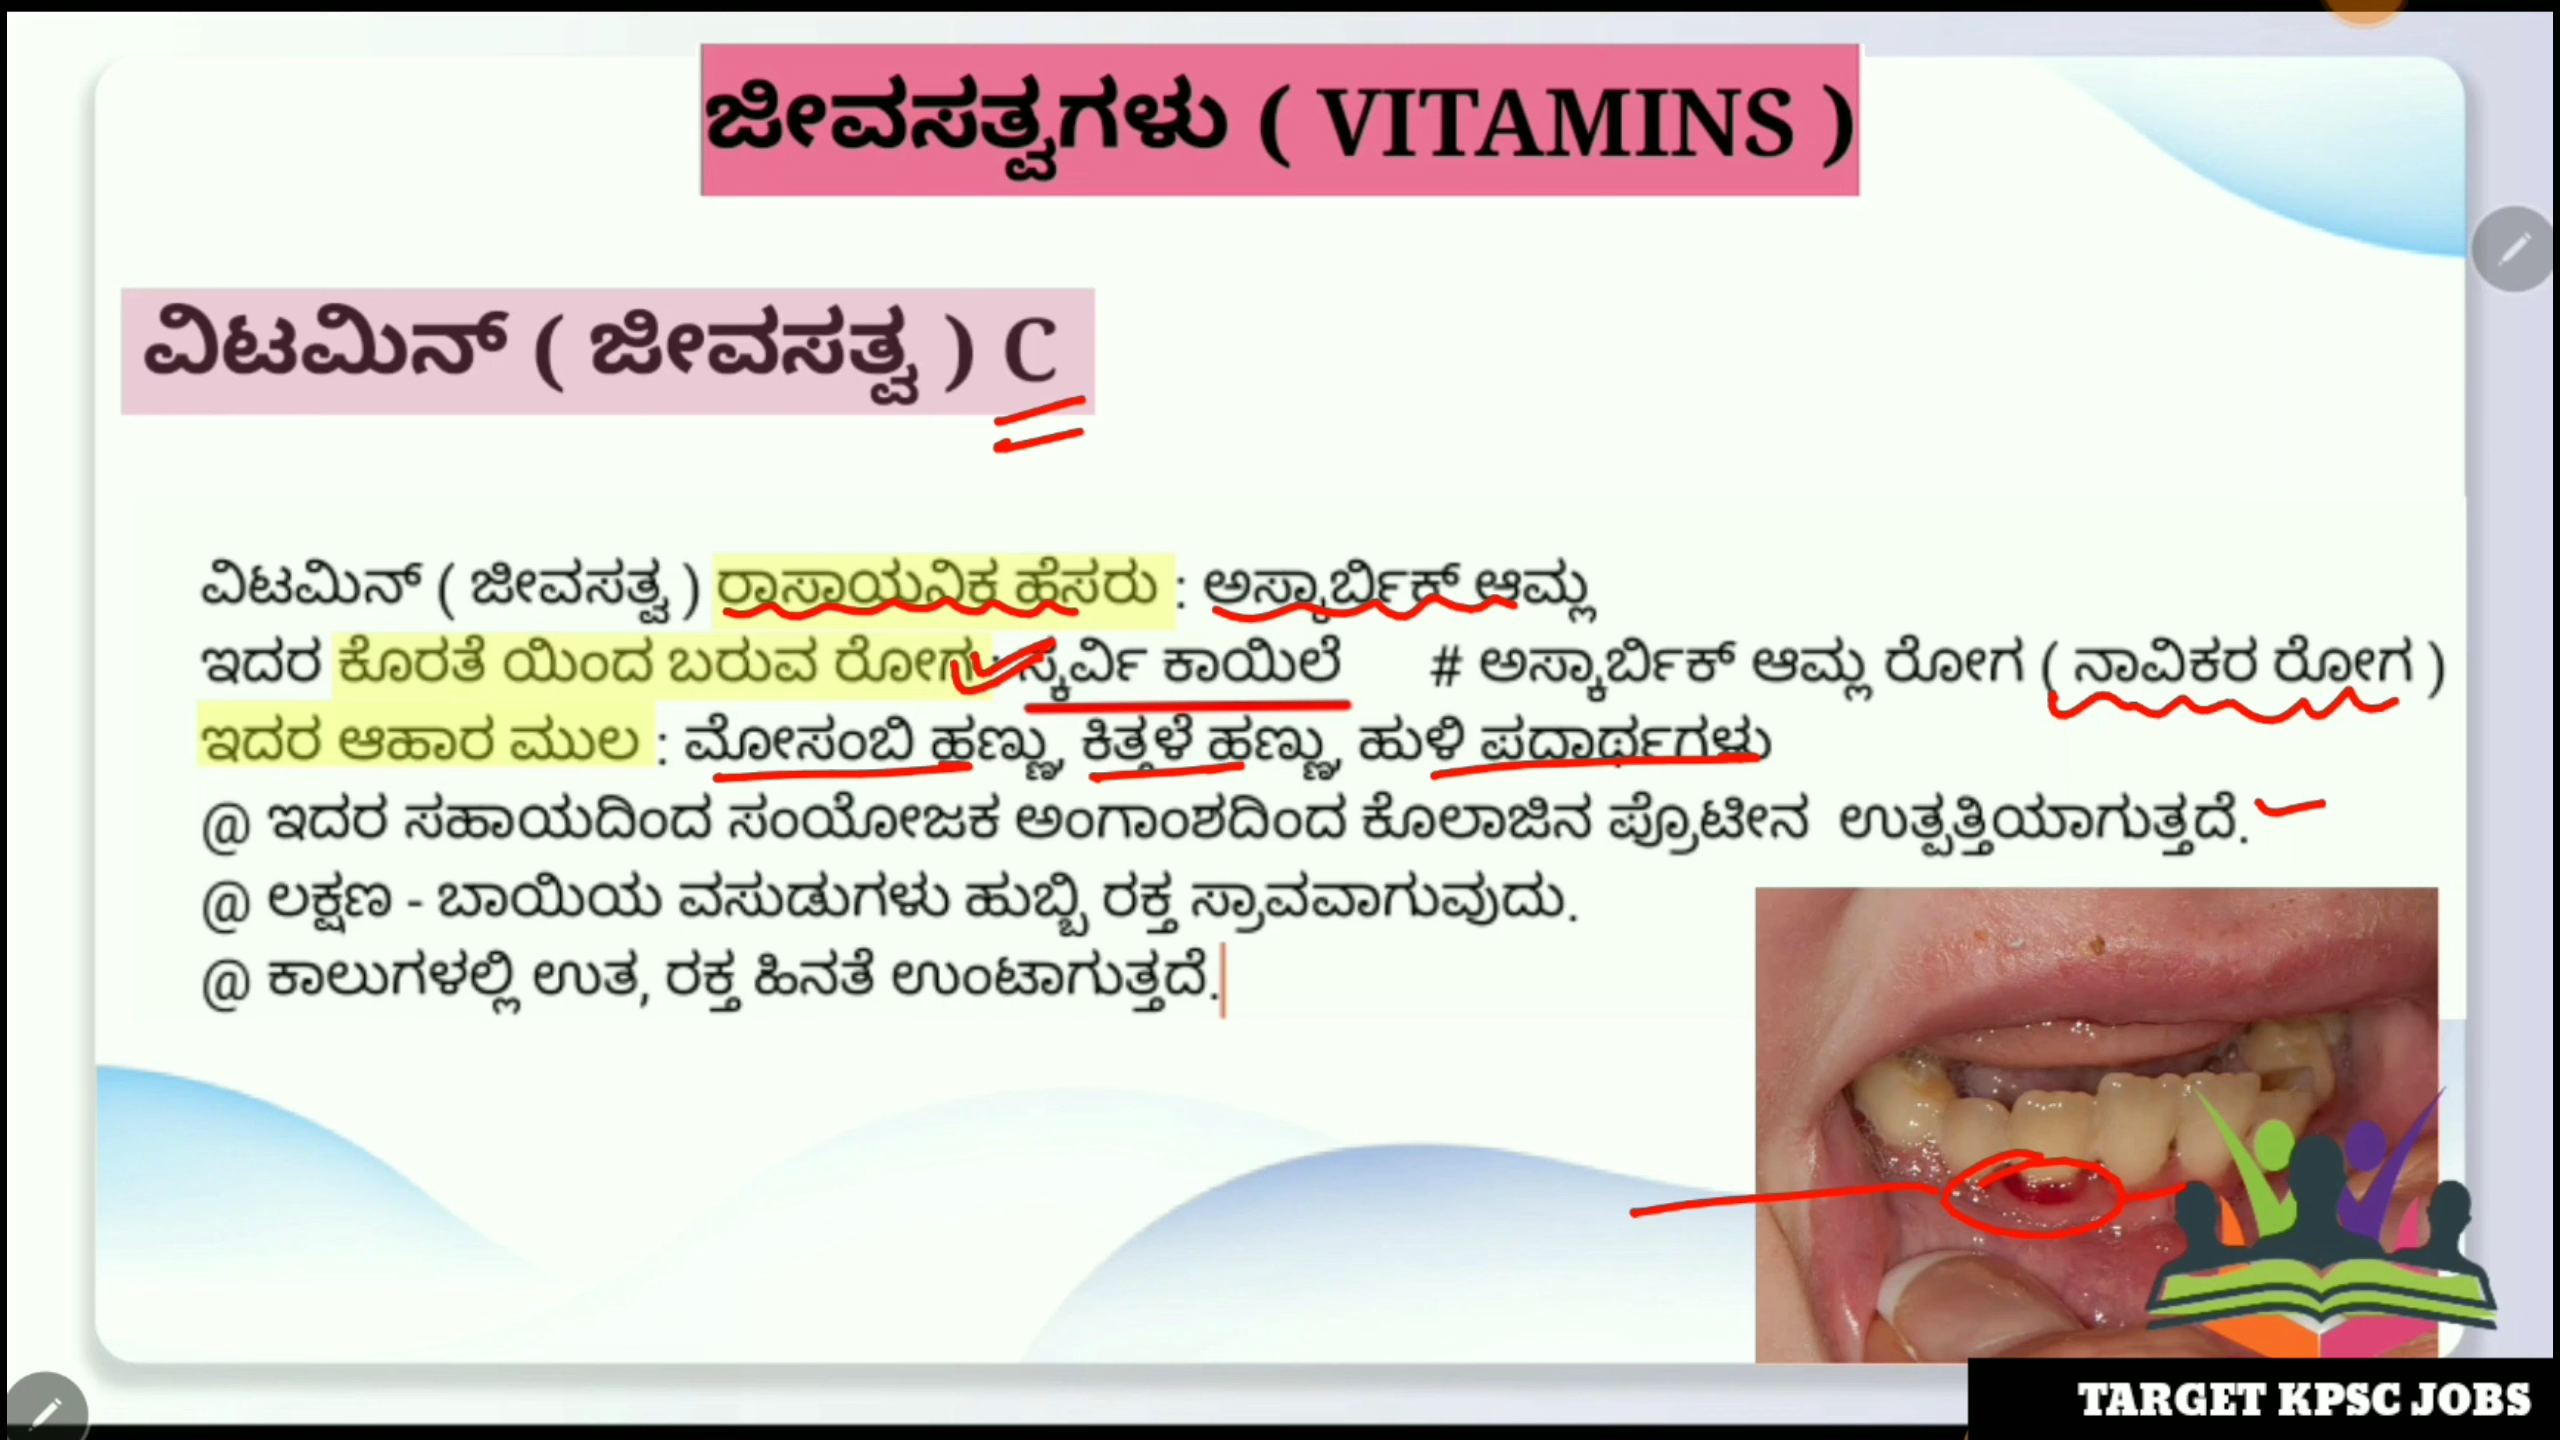 ಜೀವಸತ್ವಗಳು ( VITAMINS )
ವಿಟಮಿನ್ ( ಜೀವಸತ್ವ ) C
ವಿಟಮಿನ್ ( ಜೀವಸತ್ವ ) ರಾಸಾಯನಿಕ ಹೆಸರು : ಅಸ್ಕಾರ್ಬಿಕ್ ಆಮ್ಲ
ಇದರ ಕೊರತೆ ಯಿಂದ ಬರುವ ರೋಗ : ಸ್ಕರ್ವಿ ಕಾಯಿಲೆ # ಅಸ್ಕಾರ್ಬಿಕ್ ಆಮ್ಲ ರೋಗ ( ನಾವಿಕರ ರೋಗ )
ಇದರ ಆಹಾರ ಮುಲ : ಮೋಸಂಬಿ ಹಣ್ಣು, ಕಿತ್ತಳೆ ಹಣ್ಣು, ಹುಳಿ ಪದಾರ್ಥಗಳು
@ ಇದರ ಸಹಾಯದಿಂದ ಸಂಯೋಜಕ ಅಂಗಾಂಶದಿಂದ ಕೊಲಾಜಿನ ಪ್ರೊಟೀನ ಉತ್ಪತ್ತಿಯಾಗುತ್ತದೆ.
@ ಲಕ್ಷಣ - ಬಾಯಿಯ ವಸುಡುಗಳು ಹುಬ್ಬಿ ರಕ್ತ ಸ್ರಾವವಾಗುವುದು.
@ ಕಾಲುಗಳಲ್ಲಿ ಉತ, ರಕ್ತ ಹಿನತೆ ಉಂಟಾಗುತ್ತದೆ.
TARGET KPSC JOBS